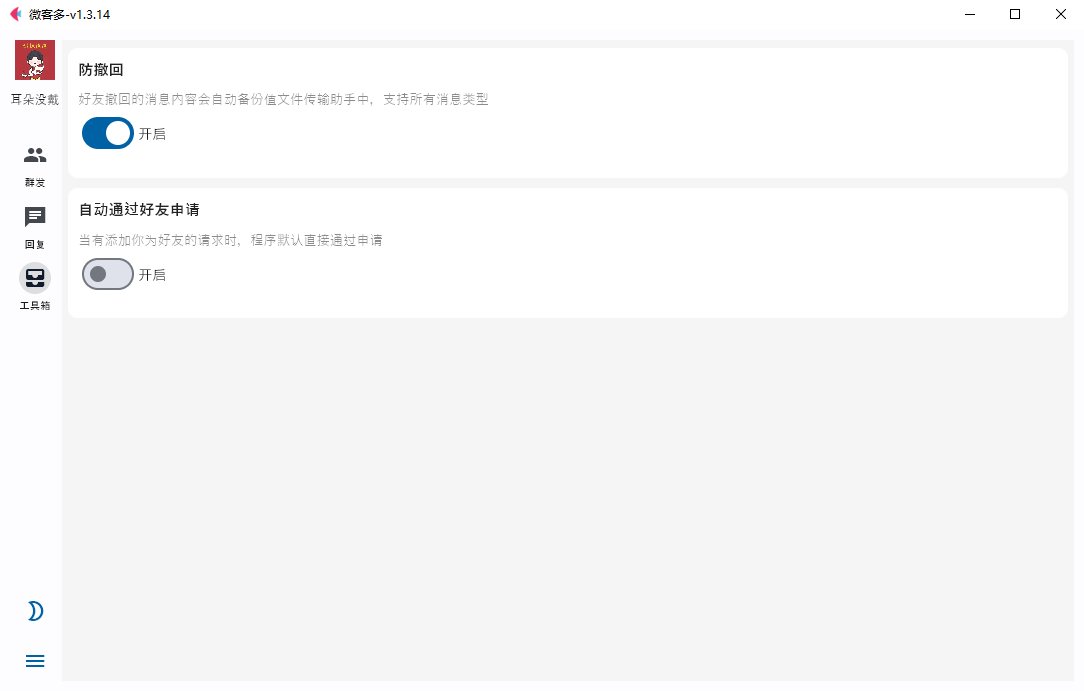 微客多-v1.3.14
耳朵没戴
群发
回复
工具箱
防撤回
好友撤回的消息内容会自动备份值文件传输助手中，支持所有消息类型
开启
自动通过好友申请
当有添加你为好友的请求时，程序默认直接通过申请
开启